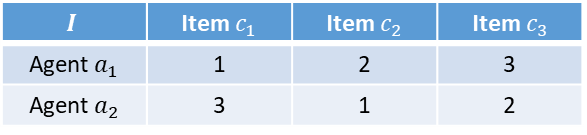 I Item c₁ Item c₂ Item c₃
Agent a₁ 1 2 3
Agent a₂ 3 1 2